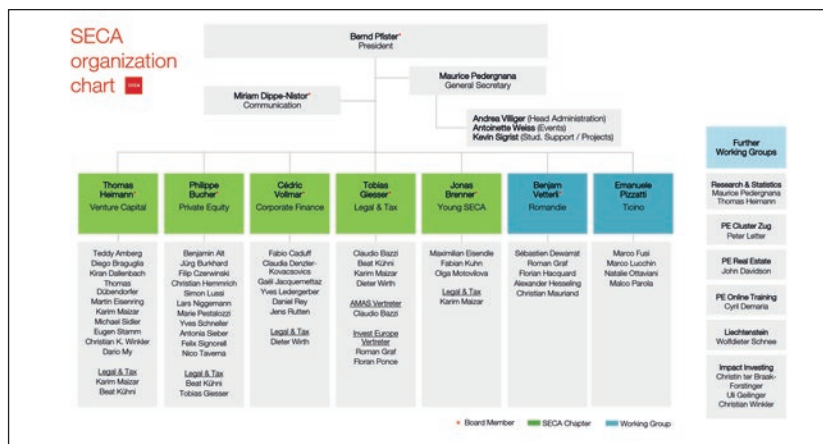 SECA
organization
chart
SECA
Bernd Pfister*
President
Maurice Pedergnana
General Secretary
Miriam Dippe-Nistor*
Communication
Andrea Villiger (Head Administration)
Antoinette Weiss (Events)
Kevin Sigrist (Stud. Support / Projects)
Thomas
Heimann*
Venture Capital
Teddy Amberg
Diego Braguglia
Kiran Dallenbach
Thomas
Dübendorfer
Martin Eisenring
Karim Maizar
Michael Sidler
Eugen Stamm
Christian K. Winkler
Dario My
Legal & Tax
Karim Maizar
Beat Kühni
Philippe
Bucher*
Private Equity
Benjamin Alt
Jürg Burkhard
Filip Czerwinski
Christian Hemmrich
Simon Lussi
Lars Niggemann
Marie Pestalozzi
Yves Schneller
Antonia Sieber
Felix Signorell
Nico Taverna
Legal & Tax
Beat Kühni
Tobias Giesser
Cédric
Vollmar*
Corporate Finance
Fabio Caduff
Claudia Denzler-
Kovacsovics
Gaël Jacquemettaz
Yves Ledergerber
Daniel Rey
Jens Rutten
Legal & Tax
Dieter Wirth
Tobias
Giesser*
Legal & Tax
Claudio Bazzi
Beat Kühni
Karim Maizar
Dieter Wirth
AMAS Vertreter
Claudio Bazzi
Invest Europe
Vertreter
Roman Graf
Floran Ponce
Jonas
Brenner*
Young SECA
Maximilian Eisendle
Fabian Kuhn
Olga Motovilova
Legal & Tax
Karim Maizar
Benjam
Vetterli*
Romandie
Sébastien Dewarrat
Roman Graf
Florian Hacquard
Alexander Hesseling
Christian Mauriand
Emanuele
Pizzatti
Ticino
Marco Fusi
Marco Lucchin
Natalie Ottaviani
Malco Parola
Further
Working Groups
Research & Statistics
Maurice Pedergnana
Thomas Heimann
PE Cluster Zug
Peter Letter
PE Real Estate
John Davidson
PE Online Training
Cyril Demaria
Liechtenstein
Wolfdieter Schnee
Impact Investing
Christin ter Braak-
Forstinger
Uli Geilinger
Christian Winkler
* Board Member
SECA Chapter
Working Group